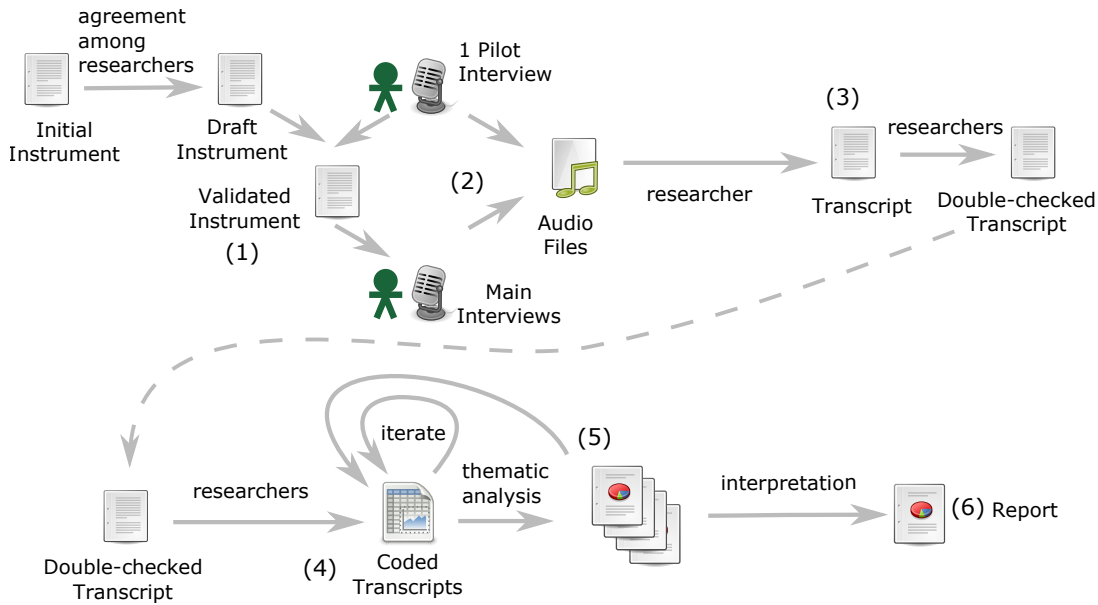 agreement
among
researchers
Initial
Instrument
Draft
Instrument
1 Pilot
Interview
Validated
Instrument
(1)
(2)
Main
Interviews
Audio
Files
researcher
(3)
Transcript
researchers
Double-checked
Transcript
Double-checked
Transcript
researchers
(4)
iterate
Coded
Transcripts
thematic
analysis
(5)
interpretation
(6) Report